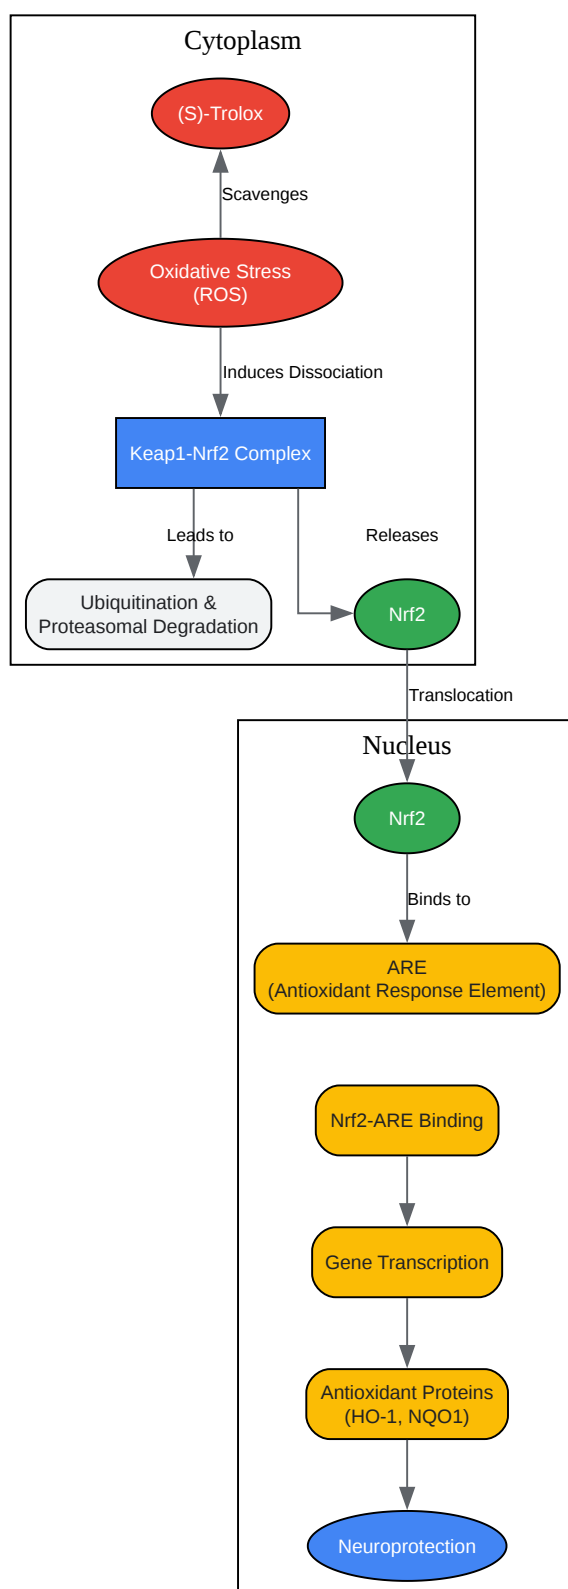 Cytoplasm
(S)-Trolox
Scavenges
Oxidative Stress
(ROS)
Induces Dissociation
Keap1-Nrf2 Complex
Leads to
Releases
Ubiquitination &
Proteasomal Degradation
Nrf2
Translocation
Nucleus
Nrf2
Binds to
ARE
(Antioxidant Response Element)
Nrf2-ARE Binding
Gene Transcription
Antioxidant Proteins
(HO-1, NQO1)
Neuroprotection